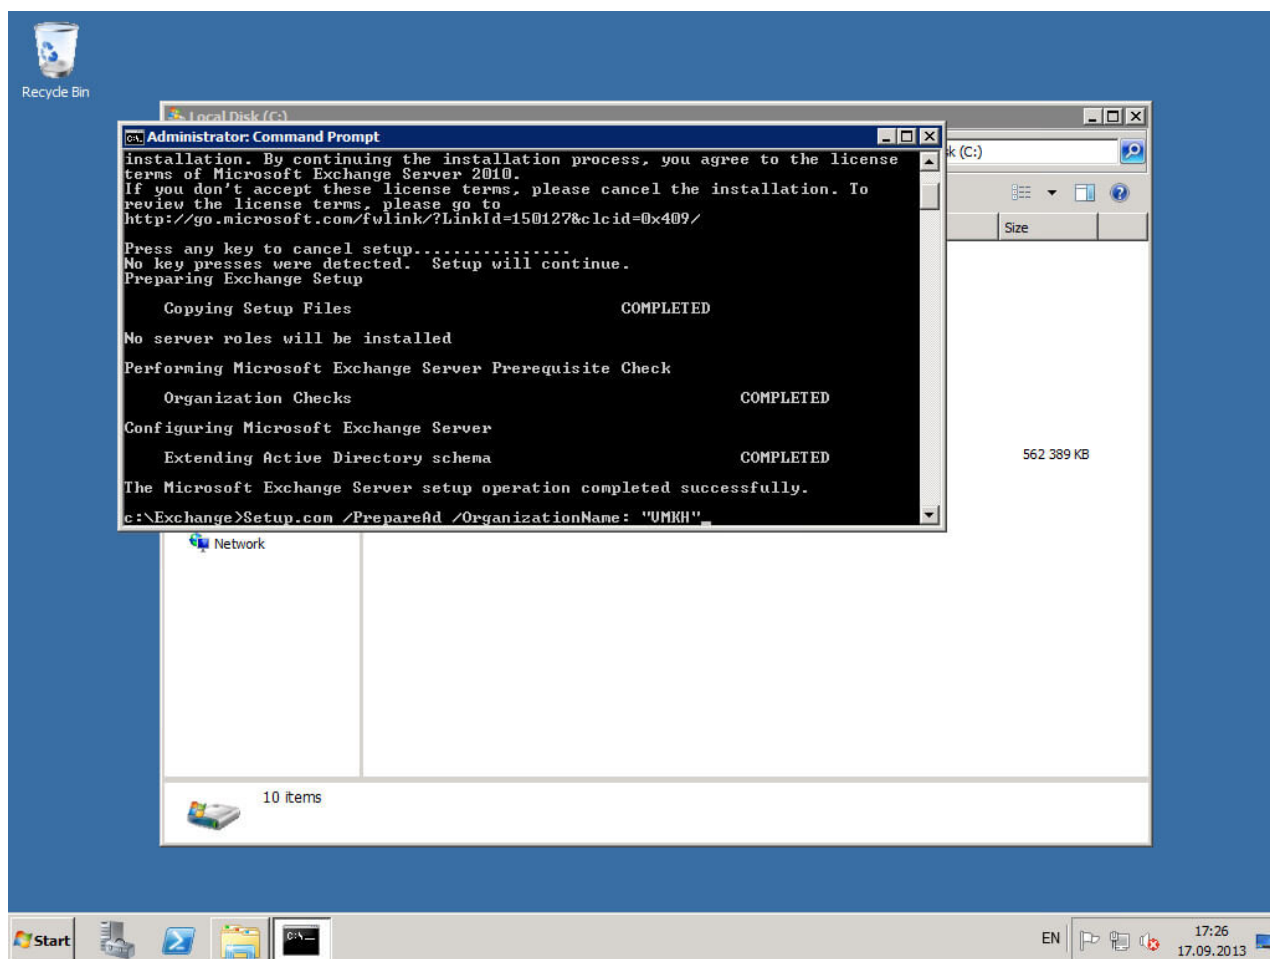 Recycle Bin
Local Disk (C:)
Administrator: Command Prompt
k (C:)
Size
installation. By continuing the installation process, you agree to the license
terms of Microsoft Exchange Server 2010.
If you don't accept these license terms, please cancel the installation. To
review the license terms, please go to
http://go.microsoft.com/fwlink/?LinkId=150127&clcid=0x409/
Press any key to cancel setup................
No key presses were detected.  Setup will continue.
Preparing Exchange Setup
Copying Setup Files COMPLETED
No server roles will be installed
Performing Microsoft Exchange Server Prerequisite Check
Organization Checks COMPLETED
Configuring Microsoft Exchange Server
Extending Active Directory schema COMPLETED
The Microsoft Exchange Server setup operation completed successfully.
c:\Exchange>Setup.com /PrepareAd /OrganizationName: "VMKH"_
562 389 KB
Network
10 items
Start
C:\_
EN
17:26
17.09.2013